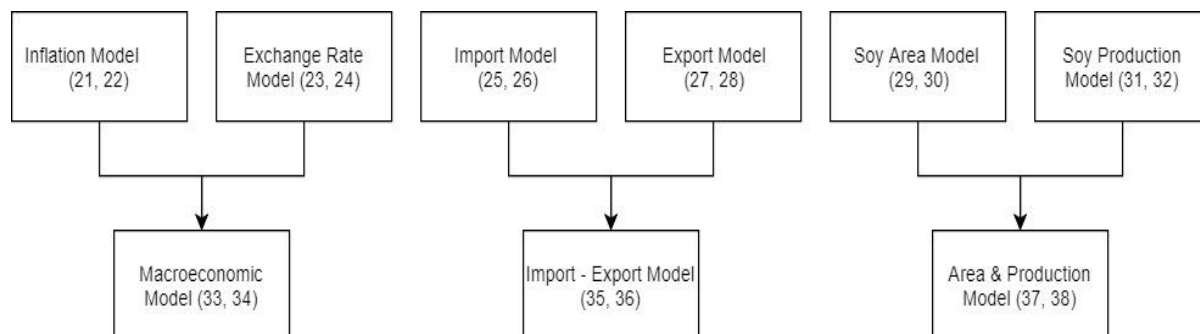 Inflation Model
(21, 22)
Exchange Rate
Model (23, 24)
Import Model
(25, 26)
Export Model
(27, 28)
Soy Area Model
(29, 30)
Soy Production
Model (31, 32)
Macroeconomic
Model (33, 34)
Import - Export Model
(35, 36)
Area & Production
Model (37, 38)